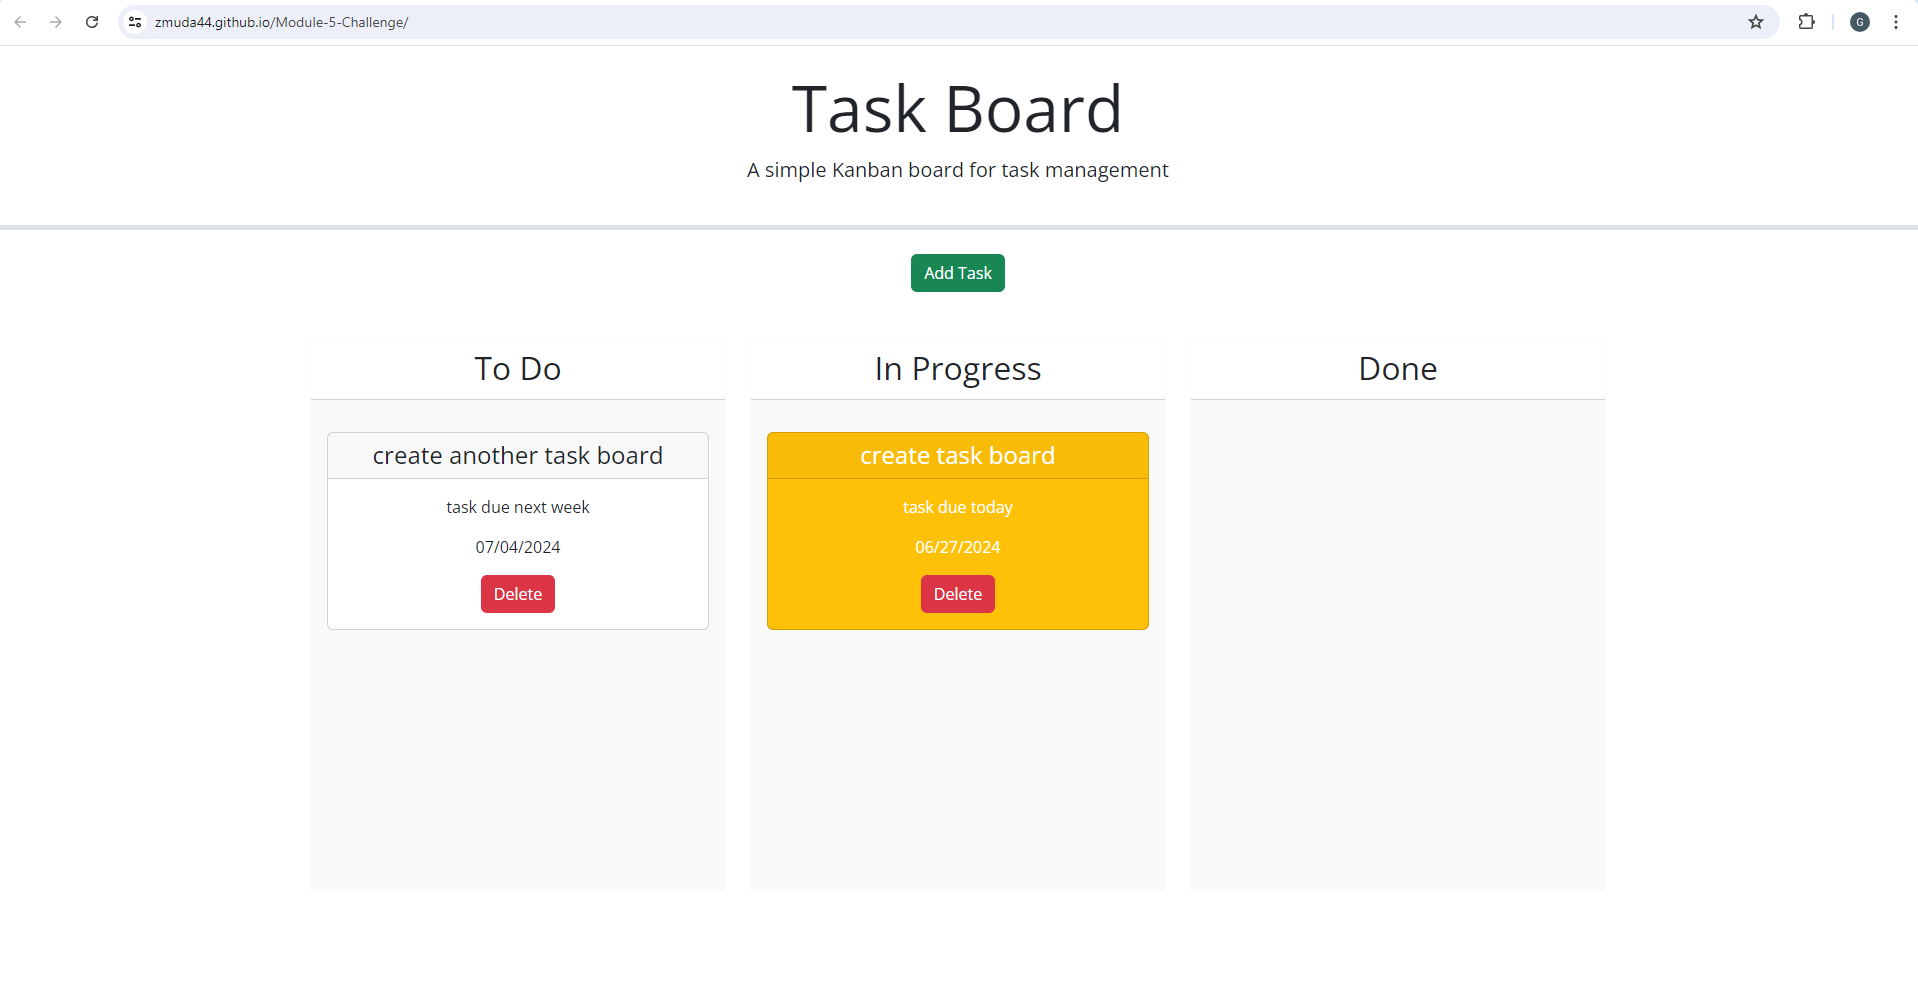 zmuda44.github.io/Module-5-Challenge/
G
Task Board
A simple Kanban board for task management
Add Task
To Do
create another task board
task due next week
07/04/2024
Delete
In Progress
create task board
task due today
06/27/2024
Delete
Done